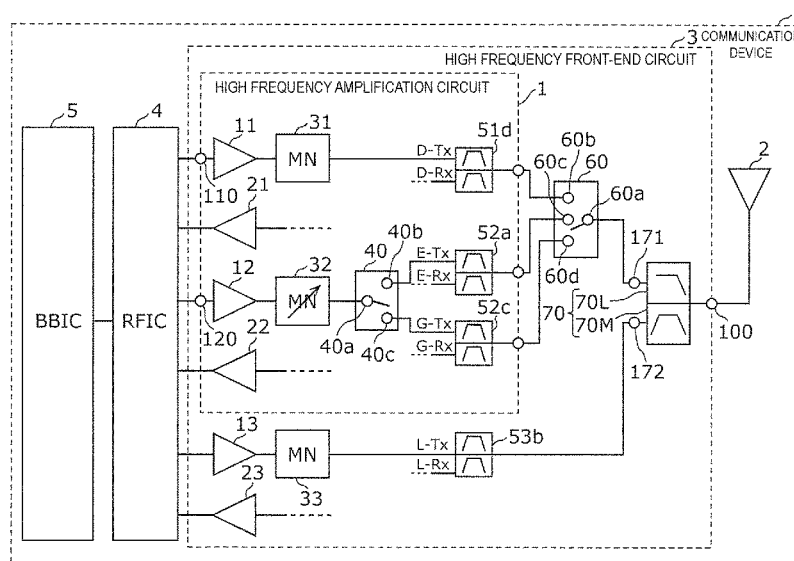 3 COMMUNICATION
DEVICE
HIGH FREQUENCY FRONT-END CIRCUIT
HIGH FREQUENCY AMPLIFICATION CIRCUIT
1
5
4
11
31
MN
110
D-Tx
D-Rx
51d
60b
60c
60
60a
2
21
12
32
MN
40
40b
E-Tx
E-Rx
52a
60d
171
70
70L
70M
BBIC
RFIC
120
22
40a
40c
G-Tx
G-Rx
52c
172
100
13
MN
33
L-Tx
L-Rx
53b
23